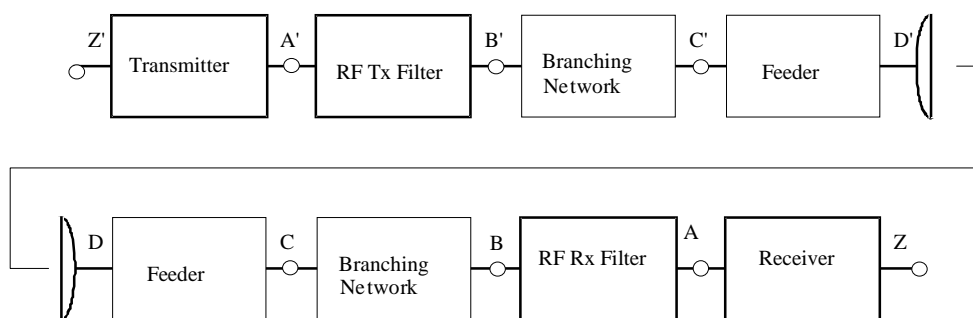 Z' Transmitter A' RF Tx Filter B' Branching Network C' Feeder D'
D Feeder C Branching Network B RF Rx Filter A Receiver Z